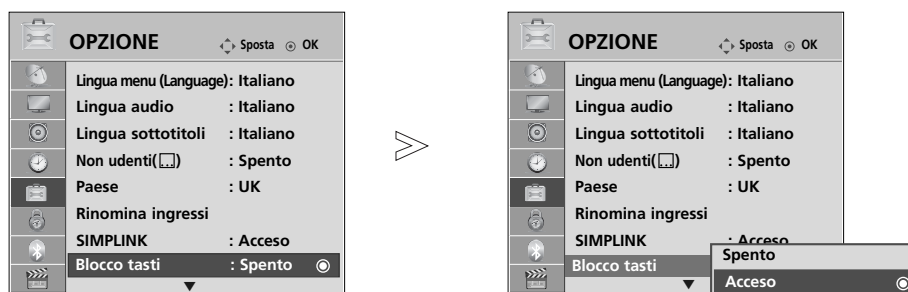 OPZIONE Sposta OK
Lingua menu (Language): Italiano
Lingua audio : Italiano
Lingua sottotitoli : Italiano
Non udenti( ) : Spento
Paese : UK
Rinomina ingressi
SIMPLINK : Acceso
Blocco tasti : Spento
OPZIONE Sposta OK
Lingua menu (Language): Italiano
Lingua audio : Italiano
Lingua sottotitoli : Italiano
Non udenti( ) : Spento
Paese : UK
Rinomina ingressi
SIMPLINK : Acceso
Blocco tasti
Spento
Acceso